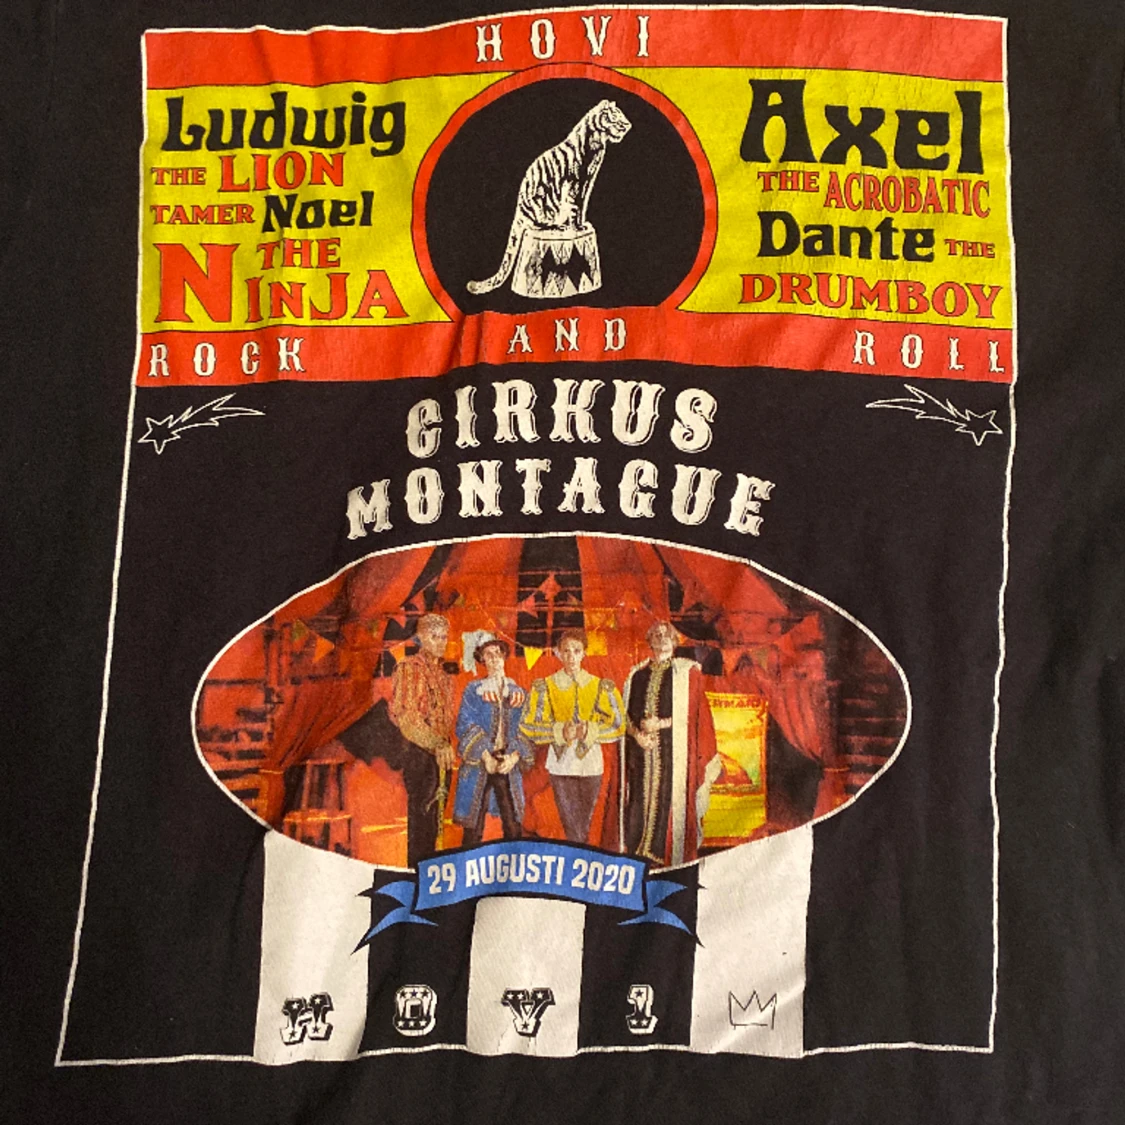 HOVI
Ludwig
THE LION
TAMER Noel
THE
NINJA
Axel
THE ACROBATIC
Dante THE
DRUMBOY
ROCK AND ROLL
CIRKUS
MONTAGUE
29 AUGUSTI 2020
HOV1